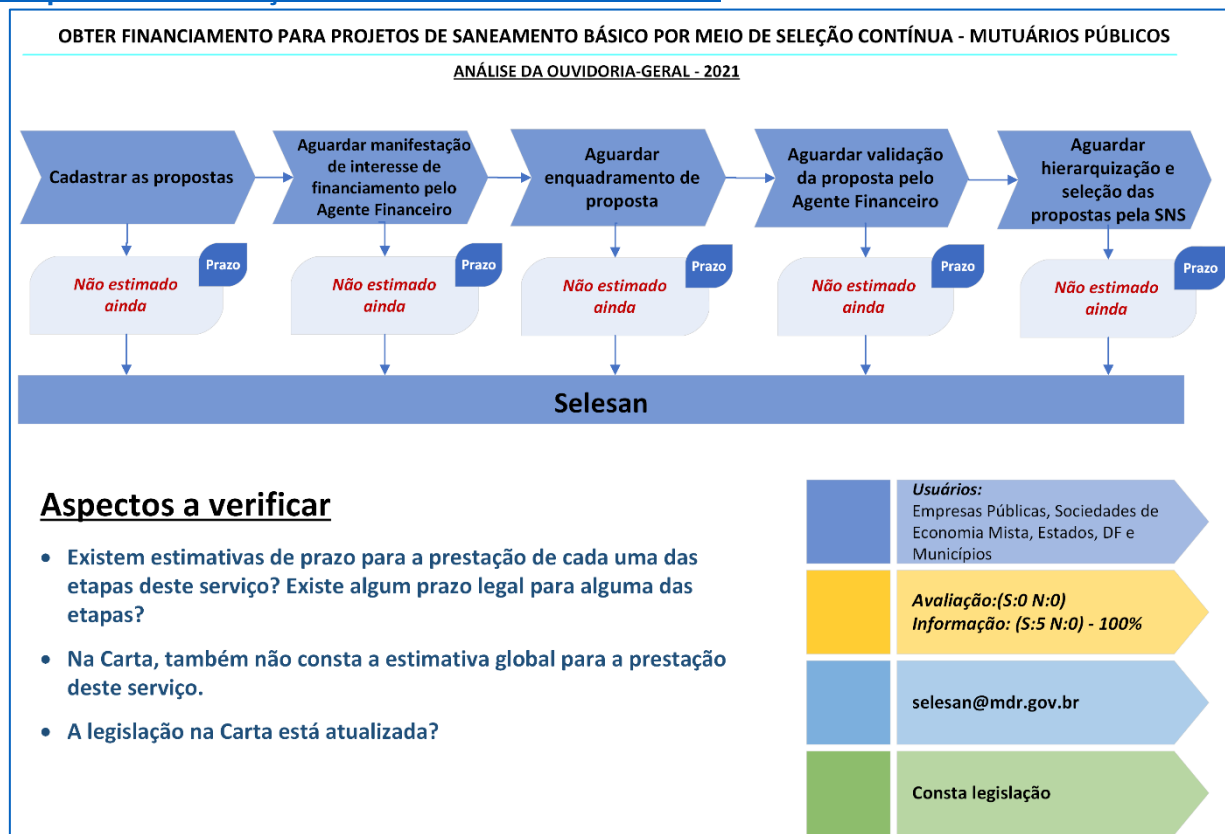 OBTER FINANCIAMENTO PARA PROJETOS DE SANEAMENTO BÁSICO POR MEIO DE SELEÇÃO CONTÍNUA - MUTUÁRIOS PÚBLICOS
ANÁLISE DA OUVIDORIA-GERAL - 2021
Cadastrar as propostas
Aguardar manifestação
de interesse de
financiamento pelo
Agente Financeiro
Aguardar
enquadramento de
proposta
Aguardar validação
da proposta pelo
Agente Financeiro
Aguardar
hierarquização e
seleção das
propostas pela SNS
Prazo
Não estimado
ainda
Prazo
Não estimado
ainda
Prazo
Não estimado
ainda
Prazo
Não estimado
ainda
Prazo
Não estimado
ainda
Selesan
Aspectos a verificar
• Existem estimativas de prazo para a prestação de cada uma das
etapas deste serviço? Existe algum prazo legal para alguma das
etapas?
• Na Carta, também não consta a estimativa global para a prestação
deste serviço.
• A legislação na Carta está atualizada?
Usuários:
Empresas Públicas, Sociedades de
Economia Mista, Estados, DF e
Municípios
Avaliação:(S:0 N:0)
Informação: (S:5 N:0) - 100%
selesan@mdr.gov.br
Consta legislação